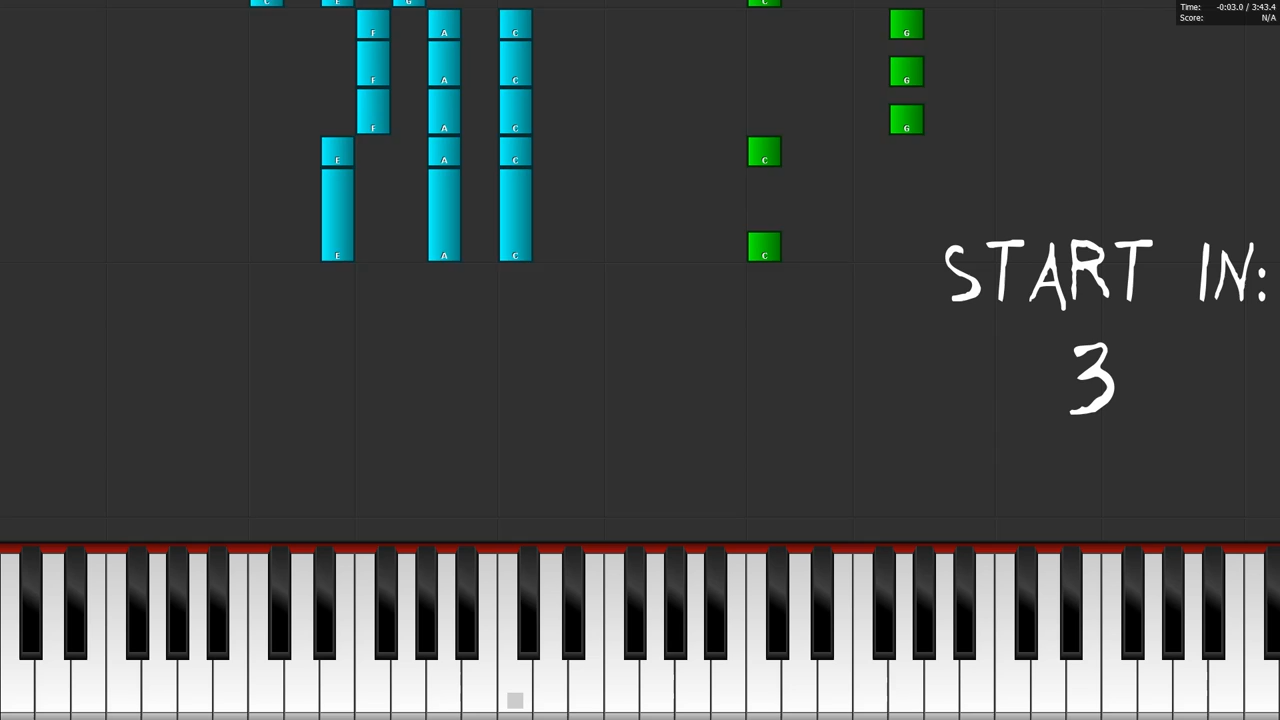 C E G C
Time: -0:03.0 / 3:43.4
Score: N/A
F A C G
F A C G
F A C G
E A C C
E A C C
START IN:
3